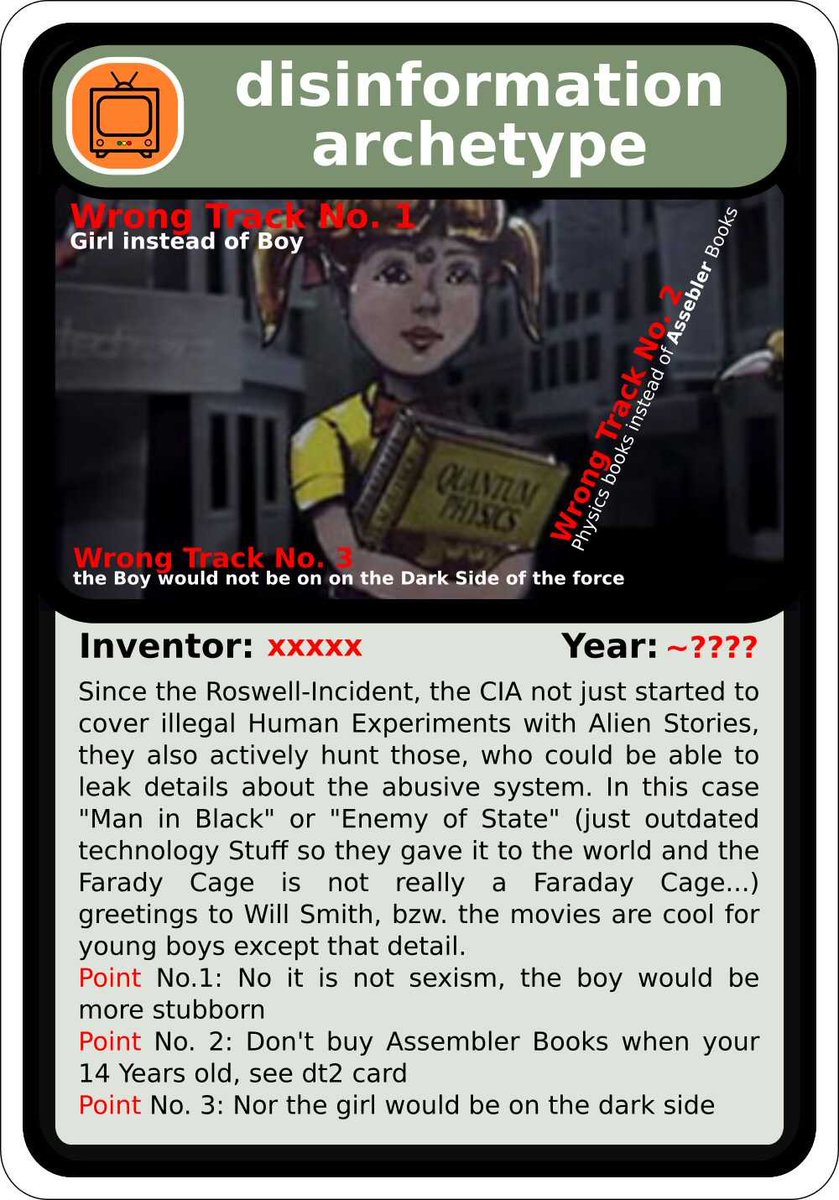 disinformation
archetype
Wrong Track No. 1
Girl instead of Boy
Wrong Track No. 2
Physics books instead of Assebler Books
QUANTUM
PHYSICS
Wrong Track No. 3
the Boy would not be on on the Dark Side of the force
Inventor: xxxxx Year: ~????
Since the Roswell-Incident, the CIA not just started to
cover illegal Human Experiments with Alien Stories,
they also actively hunt those, who could be able to
leak details about the abusive system. In this case
"Man in Black" or "Enemy of State" (just outdated
technology Stuff so they gave it to the world and the
Farady Cage is not really a Faraday Cage...)
greetings to Will Smith, bzw. the movies are cool for
young boys except that detail.
Point No.1: No it is not sexism, the boy would be
more stubborn
Point No. 2: Don't buy Assembler Books when your
14 Years old, see dt2 card
Point No. 3: Nor the girl would be on the dark side